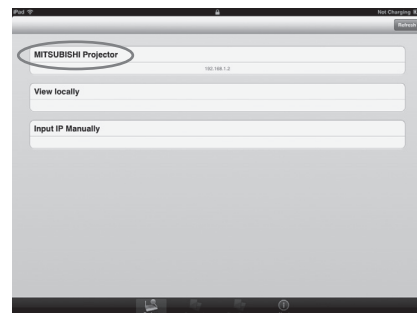 iPad
Not Charging
Refresh
MITSUBISHI Projector
192.168.1.2
View locally
Input IP Manually